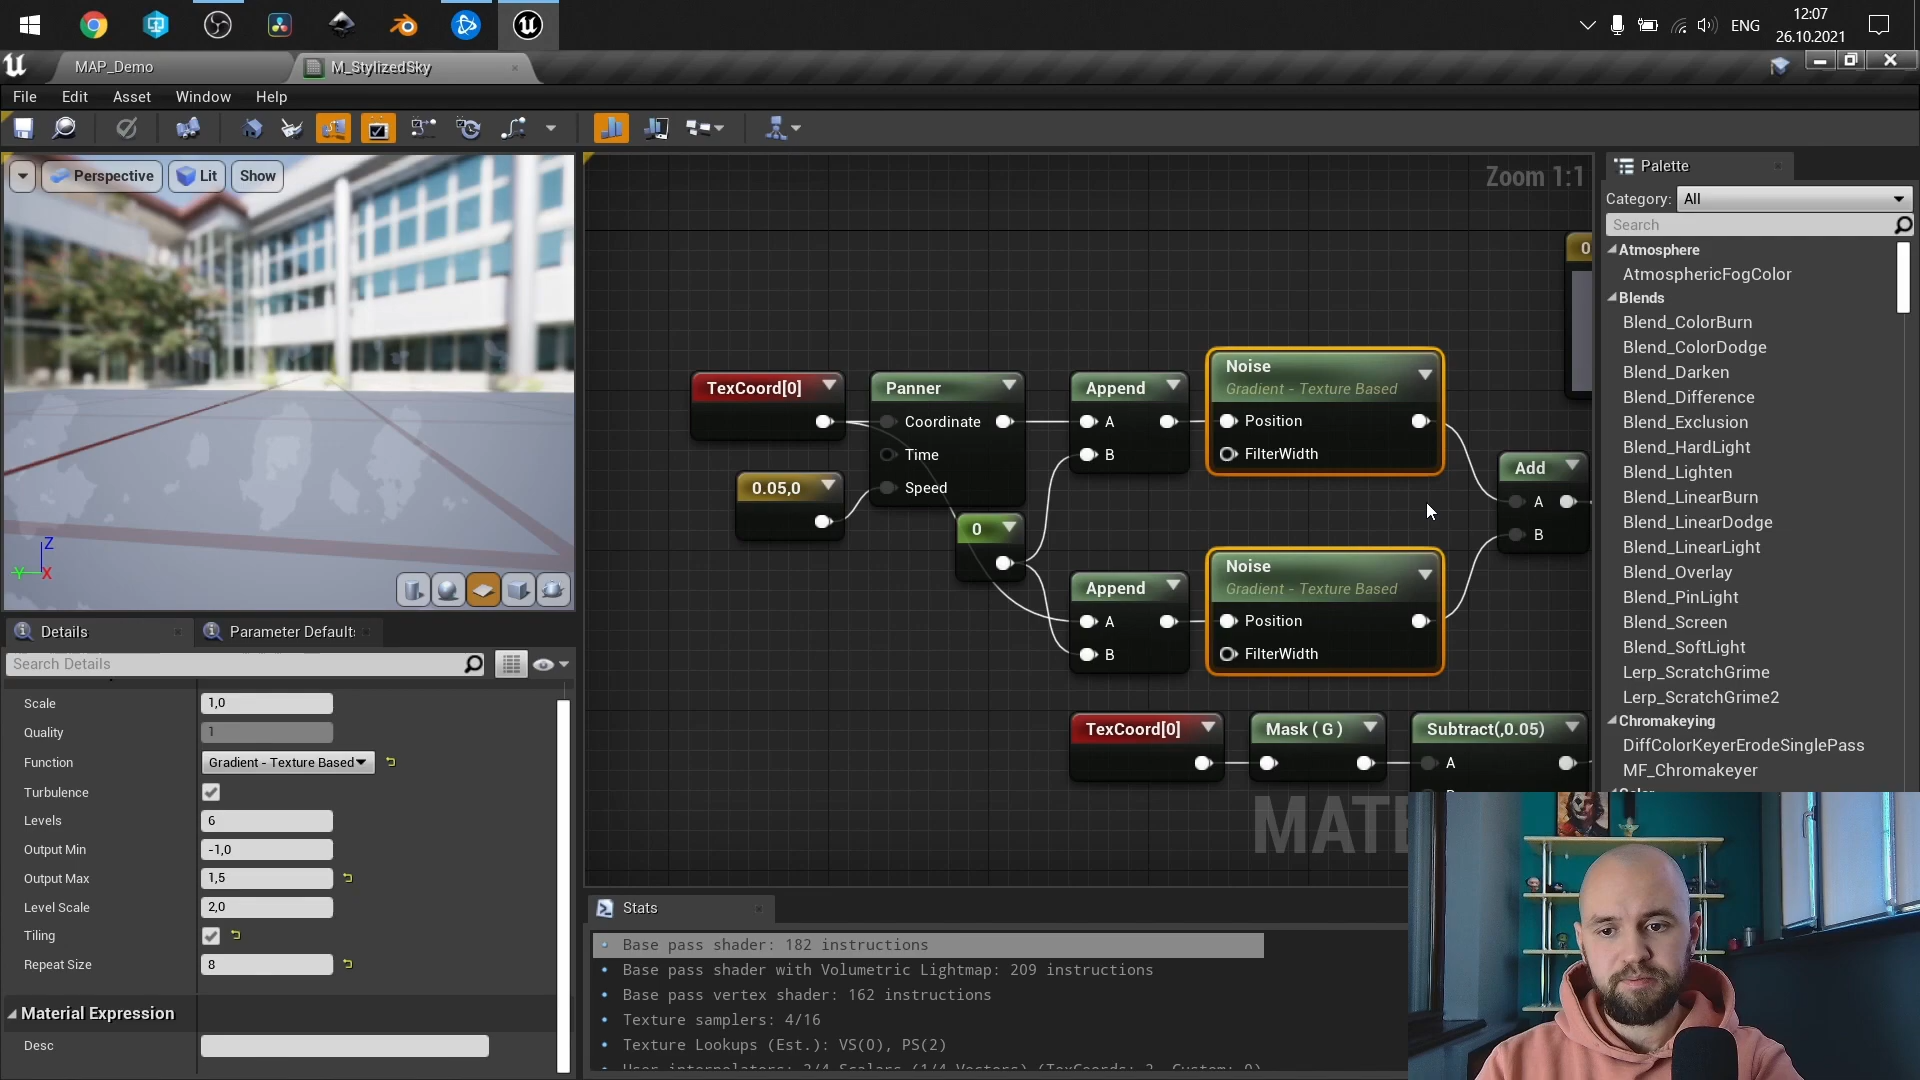 ENG
12:07
26.10.2021
MAP_Demo
M_StylizedSky
File Edit Asset Window Help
Perspective
Lit
Show
Z
Y
X
Zoom 1:1
TexCoord[0]
Panner
Coordinate
Time
Speed
0.05,0
0
Append
A
B
Noise
Gradient - Texture Based
Position
FilterWidth
Add
A
B
Append
A
B
Noise
Gradient - Texture Based
Position
FilterWidth
TexCoord[0]
Mask ( G )
Subtract(,0.05)
A
0
MATE
Palette
Category: All
Search
Atmosphere
AtmosphericFogColor
Blends
Blend_ColorBurn
Blend_ColorDodge
Blend_Darken
Blend_Difference
Blend_Exclusion
Blend_HardLight
Blend_Lighten
Blend_LinearBurn
Blend_LinearDodge
Blend_LinearLight
Blend_Overlay
Blend_PinLight
Blend_Screen
Blend_SoftLight
Lerp_ScratchGrime
Lerp_ScratchGrime2
Chromakeying
DiffColorKeyerErodeSinglePass
MF_Chromakeyer
Details
Parameter Default
Search Details
Scale 1,0
Quality 1
Function Gradient - Texture Based
Turbulence
Levels 6
Output Min -1,0
Output Max 1,5
Level Scale 2,0
Tiling
Repeat Size 8
Material Expression
Desc
Stats
Base pass shader: 182 instructions
Base pass shader with Volumetric Lightmap: 209 instructions
Base pass vertex shader: 162 instructions
Texture samplers: 4/16
Texture Lookups (Est.): VS(0), PS(2)